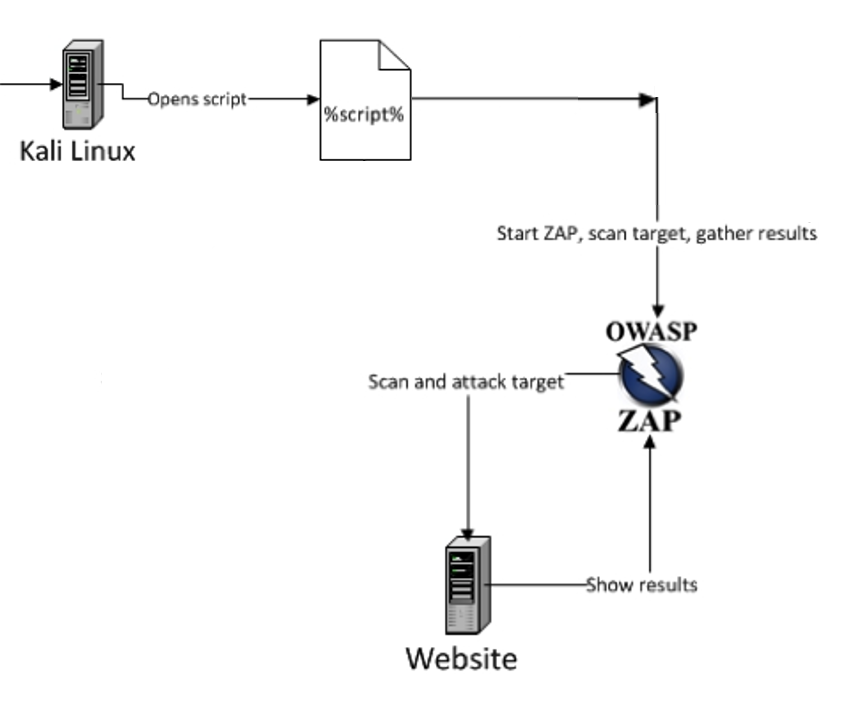 Opens script
%script%
Kali Linux
Start ZAP, scan target, gather results
OWASP
Scan and attack target
ZAP
Show results
Website